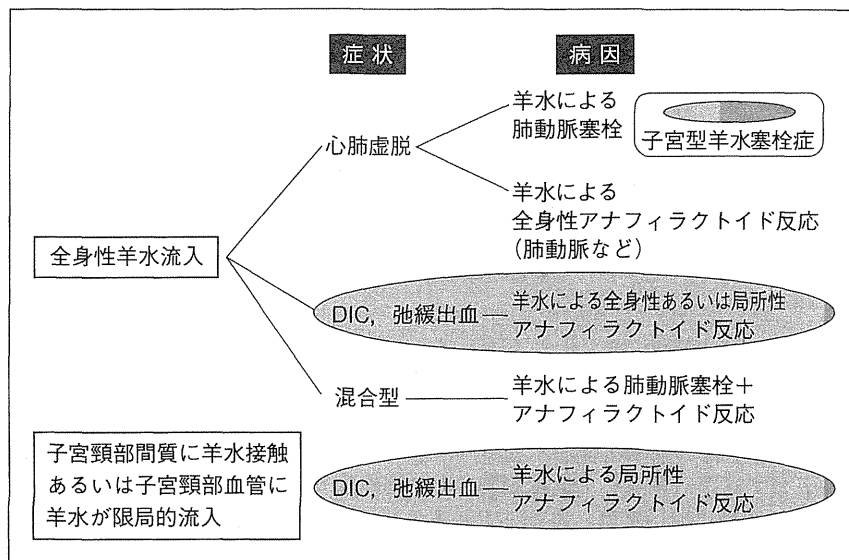 症状
病因
羊水による
肺動脈塞栓
子宮型羊水塞栓症
心肺虚脱
羊水による
全身性アナフィラクトイド反応
(肺動脈など)
全身性羊水流入
DIC,弛緩出血―羊水による全身性あるいは局所性
アナフィラクトイド反応
混合型
羊水による肺動脈塞栓+
アナフィラクトイド反応
子宮頸部間質に羊水接触
あるいは子宮頸部血管に
羊水が限局的流入
DIC,弛緩出血―羊水による局所性
アナフィラクトイド反応